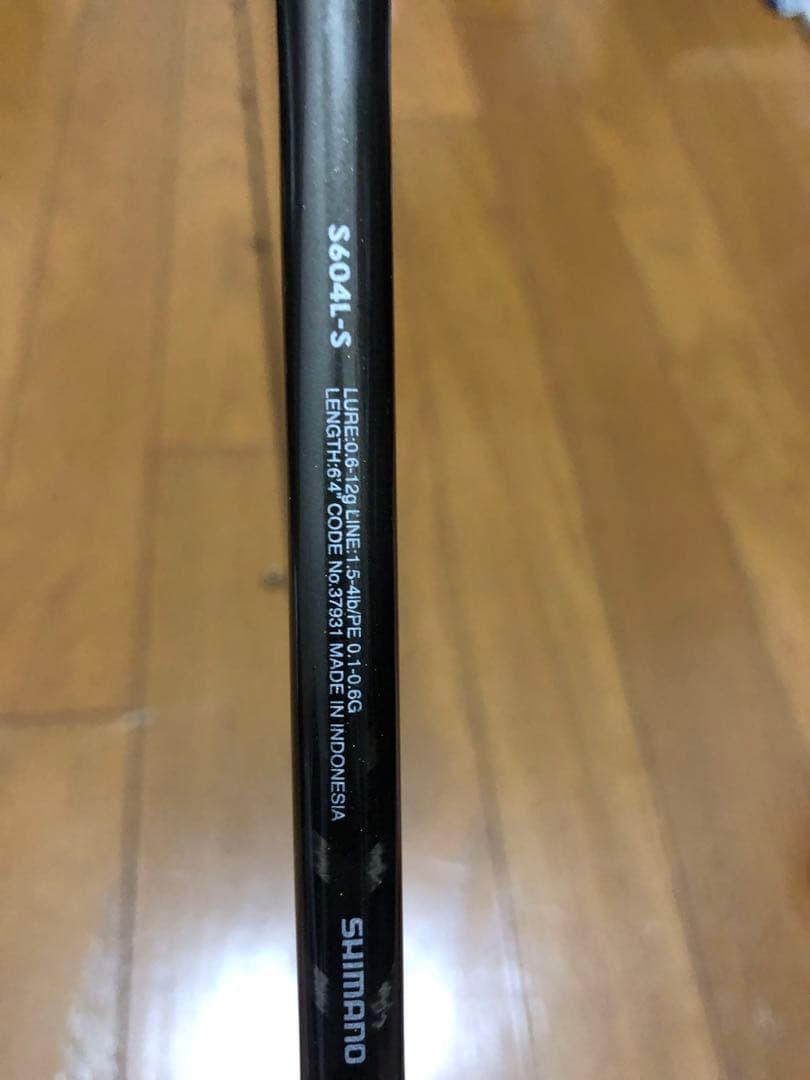 S604L-S
LURE:0.6-12g LINE:1.5-4lb/PE 0.1-0.6G
LENGTH:6'4" CODE No.37931 MADE IN INDONESIA
SHIMANO